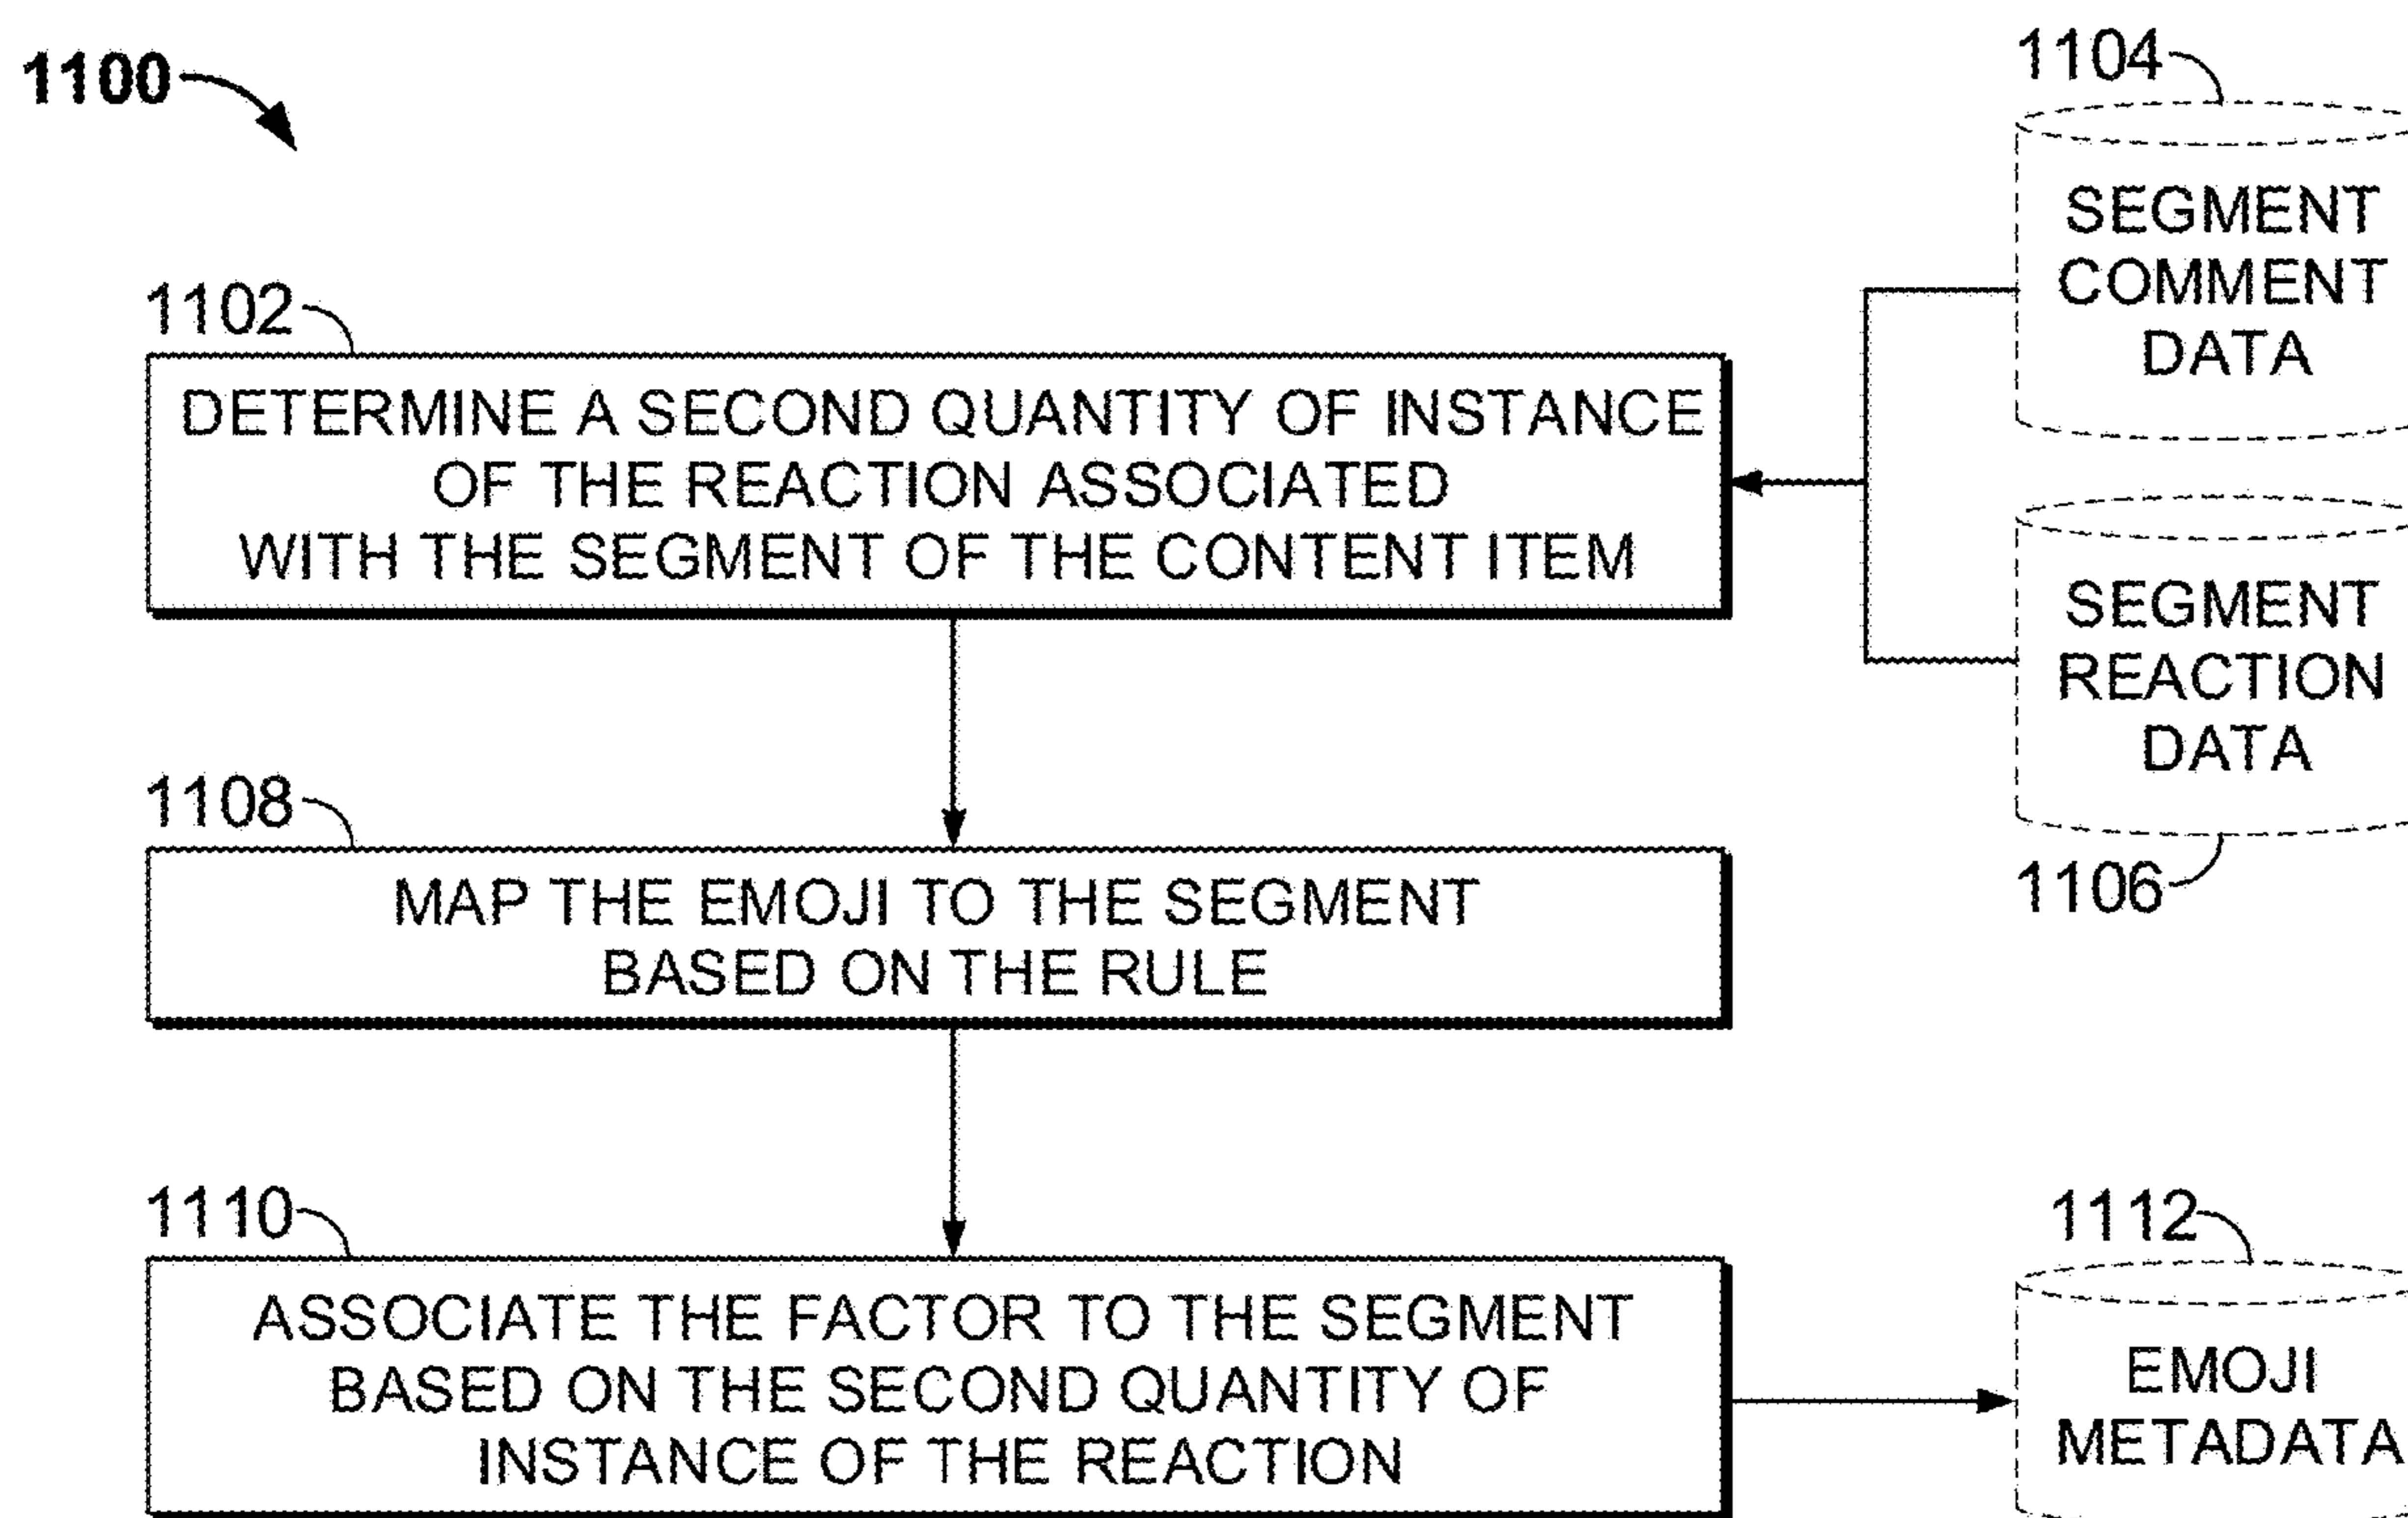 1100
1104
SEGMENT
COMMENT
DATA
1102
DETERMINE A SECOND QUANTITY OF INSTANCE
OF THE REACTION ASSOCIATED
WITH THE SEGMENT OF THE CONTENT ITEM
SEGMENT
REACTION
DATA
1106
1108
MAP THE EMOJI TO THE SEGMENT
BASED ON THE RULE
1110
ASSOCIATE THE FACTOR TO THE SEGMENT
BASED ON THE SECOND QUANTITY OF
INSTANCE OF THE REACTION
1112
EMOJI
METADATA